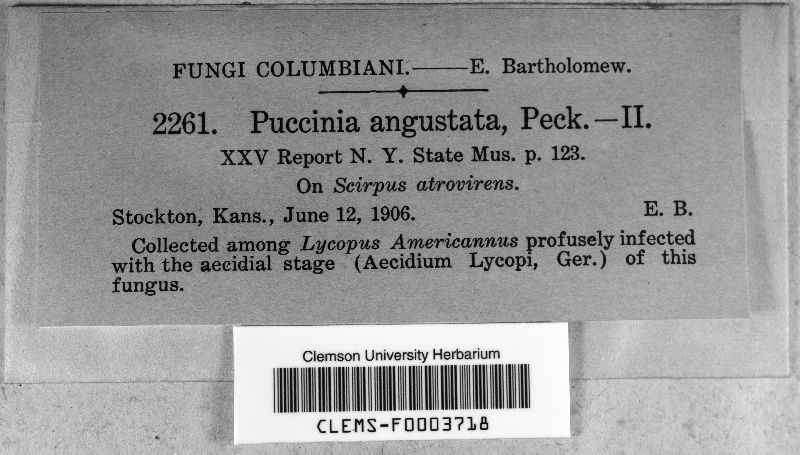 FUNGI COLUMBIANI.——E. Bartholomew.
2261. Puccinia angustata, Peck.—II.
XXV Report N. Y. State Mus. p. 123.
On Scirpus atrovirens.
Stockton, Kans., June 12, 1906. E. B.
Collected among Lycopus Americannus profusely infected
with the aecidial stage (Aecidium Lycopi, Ger.) of this
fungus.
Clemson University Herbarium
CLEMS-F0003718